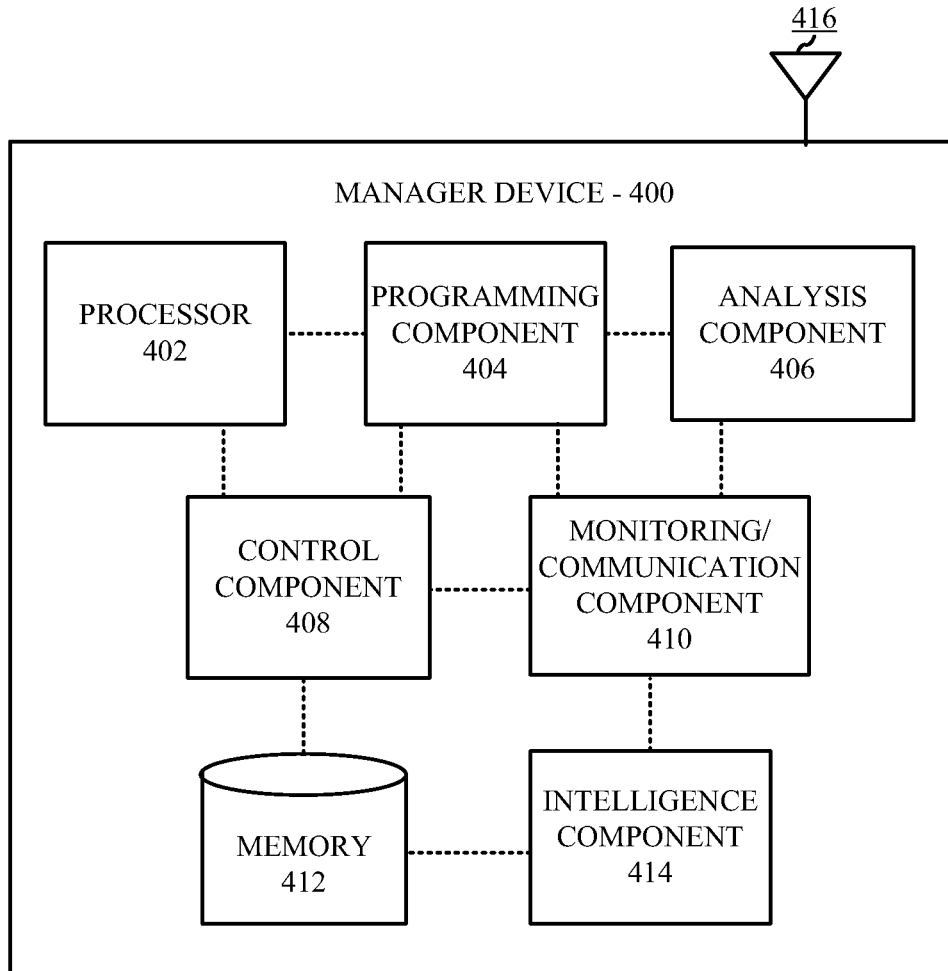 416
MANAGER DEVICE - 400
PROCESSOR
402
PROGRAMMING
COMPONENT
404
ANALYSIS
COMPONENT
406
CONTROL
COMPONENT
408
MONITORING/
COMMUNICATION
COMPONENT
410
MEMORY
412
INTELLIGENCE
COMPONENT
414